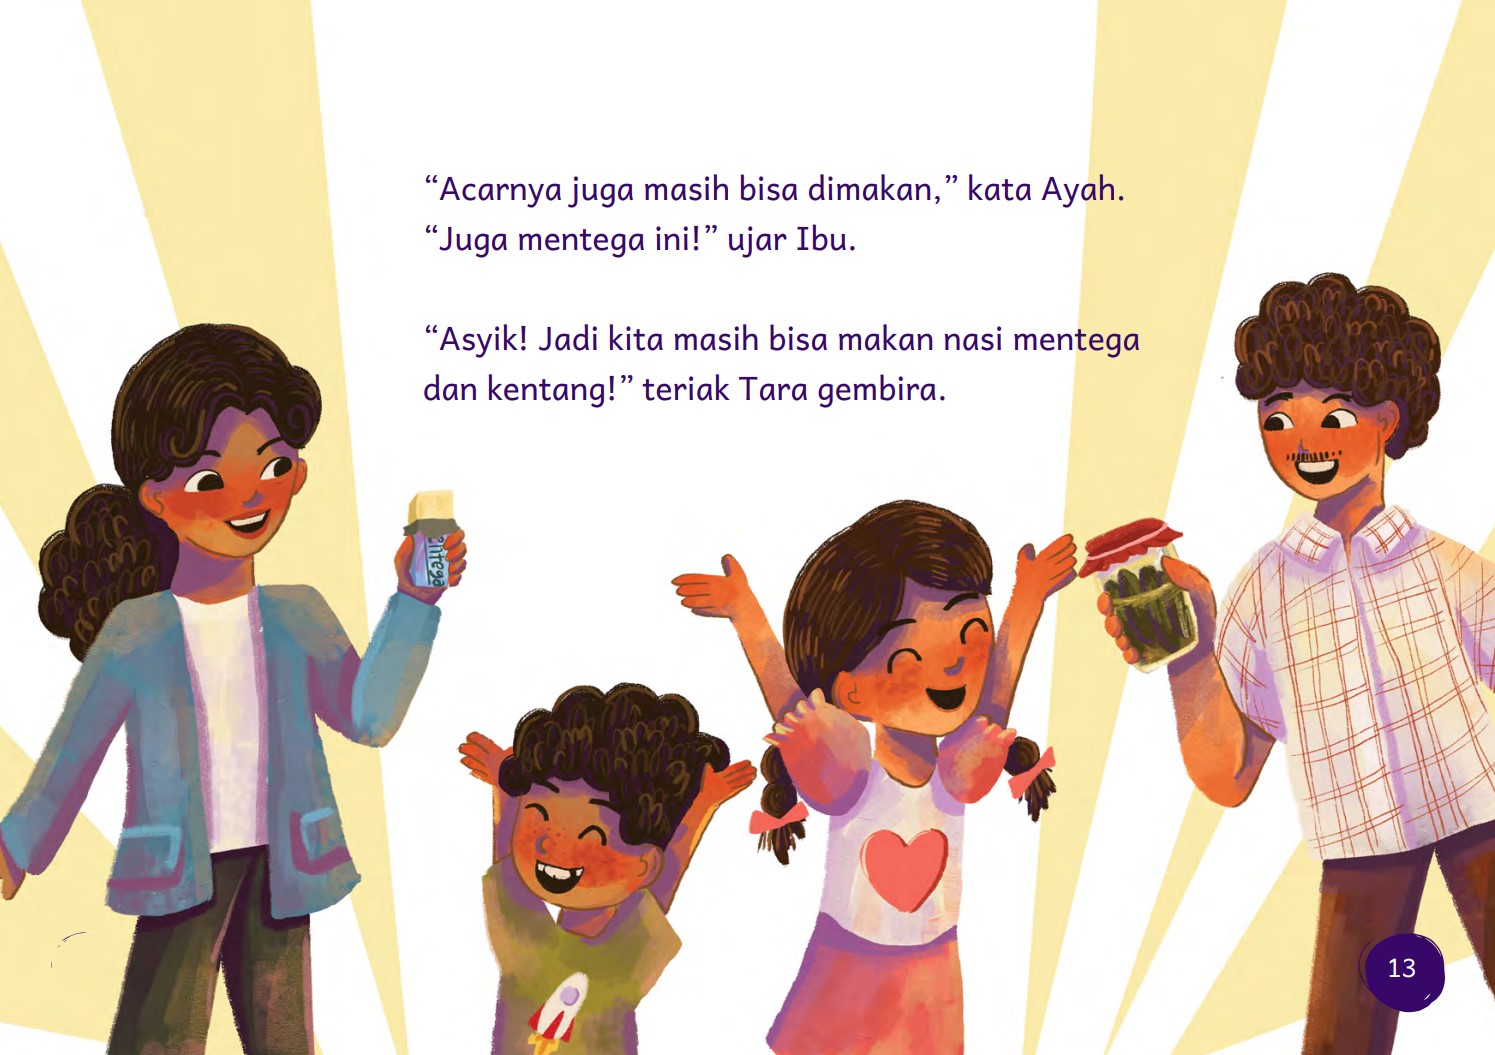 “Acarnya juga masih bisa dimakan,” kata Ayah.
“Juga mentega ini!” ujar Ibu.
“Asyik! Jadi kita masih bisa makan nasi mentega
dan kentang!” teriak Tara gembira.
entega
13